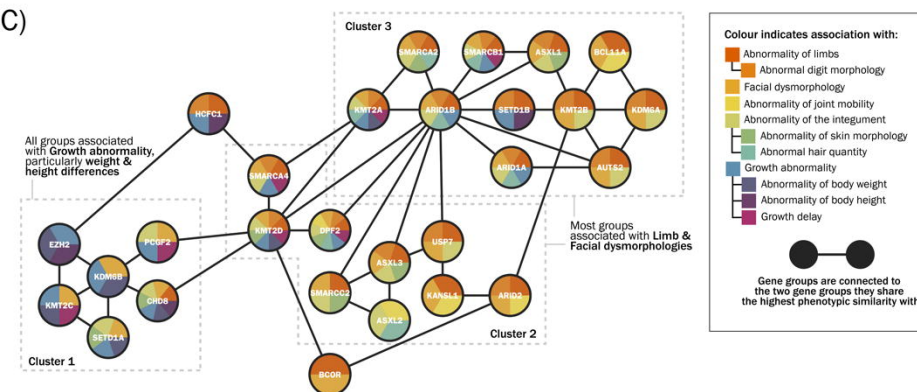 C)
Cluster 3
SMARCA2
SMARCB1
ASXL1
BCL11A
HCFC1
KMT2A
ARID1B
SETD1B
KMT2B
KDM6A
All groups associated
with Growth abnormality,
particularly weight &
height differences
SMARCA4
ARID1A
AUTS2
EZH2
PCGF2
KMT2D
DPF2
USP7
Most groups
associated with Limb &
Facial dysmorphologies
KDM6B
ASXL3
KMT2C
CHD8
SMARCC2
KANSL1
ARID2
SETD1A
ASXL2
Cluster 1
Cluster 2
BCOR
Colour indicates association with:
Abnormality of limbs
Abnormal digit morphology
Facial dysmorphology
Abnormality of joint mobility
Abnormality of the integument
Abnormality of skin morphology
Abnormal hair quantity
Growth abnormality
Abnormality of body weight
Abnormality of body height
Growth delay
Gene groups are connected to
the two gene groups they share
the highest phenotypic similarity with